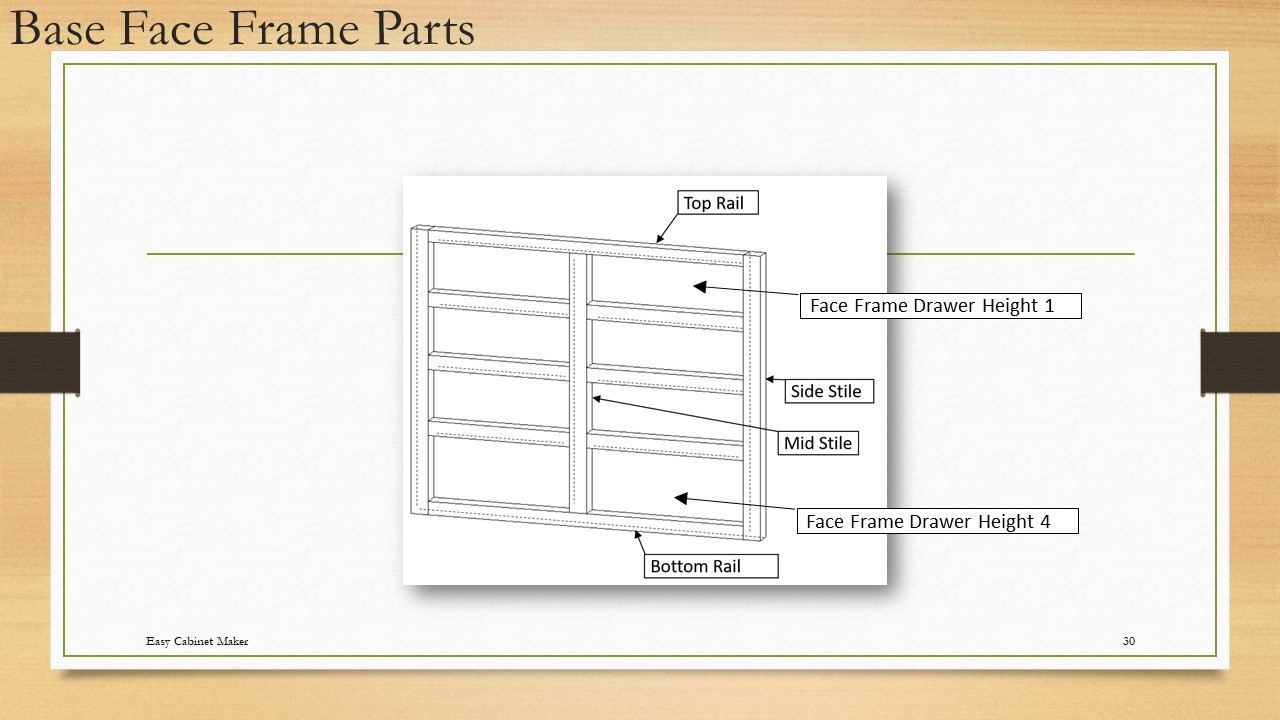 Base Face Frame Parts
Top Rail
Face Frame Drawer Height 1
Side Stile
Mid Stile
Face Frame Drawer Height 4
Bottom Rail
Easy Cabinet Maker
30